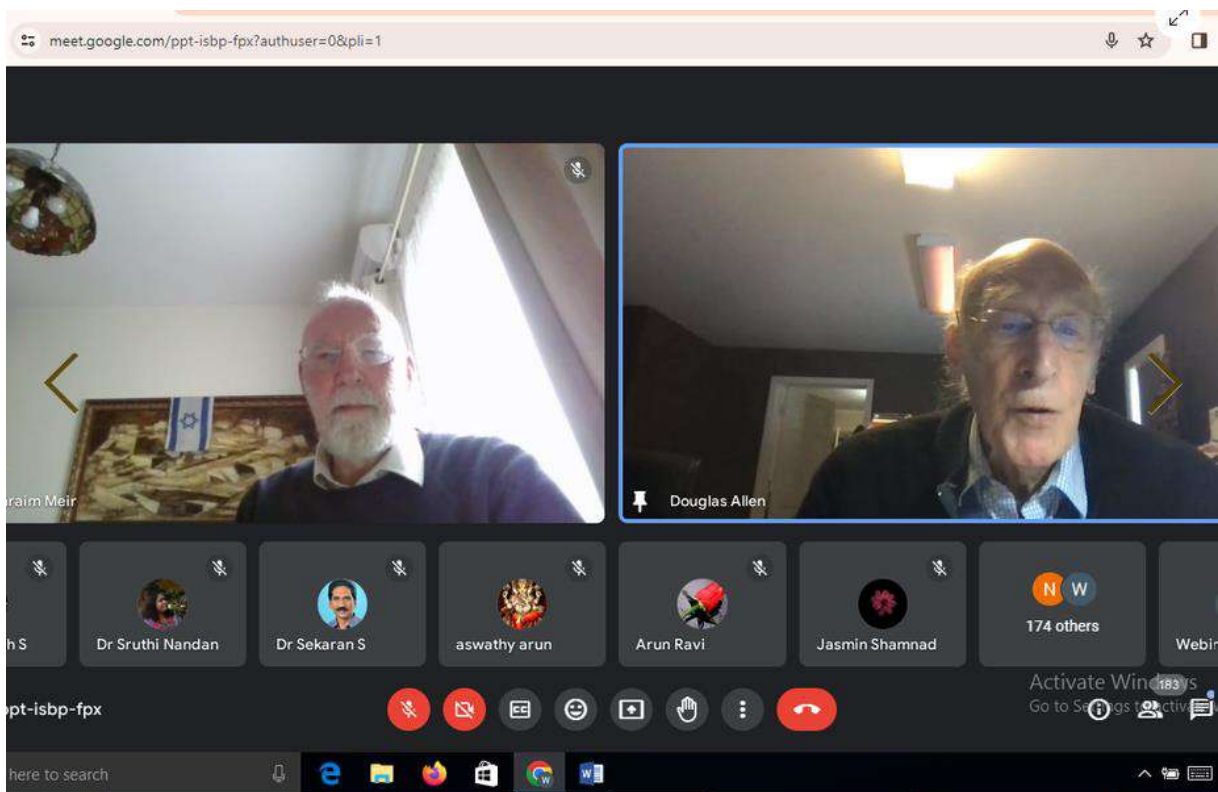 meet.google.com/ppt-isbp-fpx?authuser=0&pli=1
raim Meir
Douglas Allen
h S
Dr Sruthi Nandan
Dr Sekaran S
aswathy arun
Arun Ravi
Jasmin Shamnad
N W
174 others
Webin
Activate Windows
183
Go to Settings to activate
ppt-isbp-fpx
CC
here to search